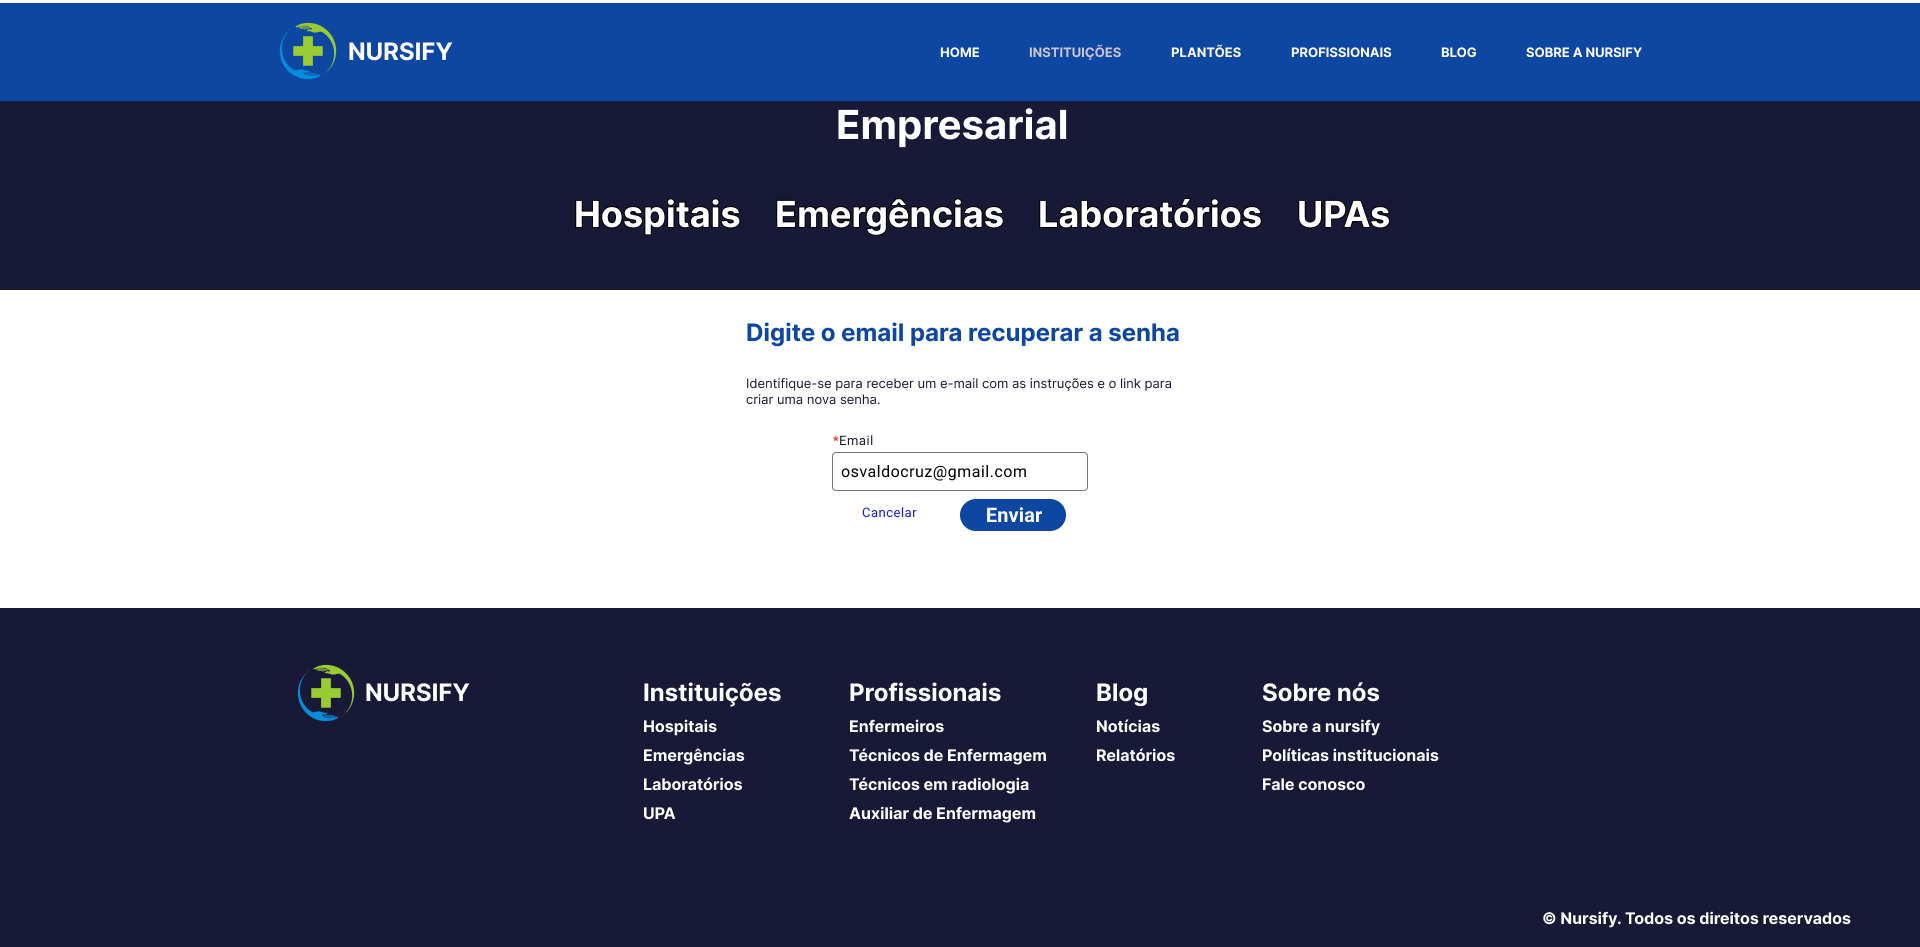 NURSIFY
HOME INSTITUIÇÕES PLANTÕES PROFISSIONAIS BLOG SOBRE A NURSIFY
Empresarial
Hospitais Emergências Laboratórios UPAs
Digite o email para recuperar a senha
Identifique-se para receber um e-mail com as instruções e o link para
criar uma nova senha.
*Email
osvaldocruz@gmail.com
Cancelar Enviar
NURSIFY
Instituições
Hospitais
Emergências
Laboratórios
UPA
Profissionais
Enfermeiros
Técnicos de Enfermagem
Técnicos em radiologia
Auxiliar de Enfermagem
Blog
Notícias
Relatórios
Sobre nós
Sobre a nursify
Políticas institucionais
Fale conosco
© Nursify. Todos os direitos reservados